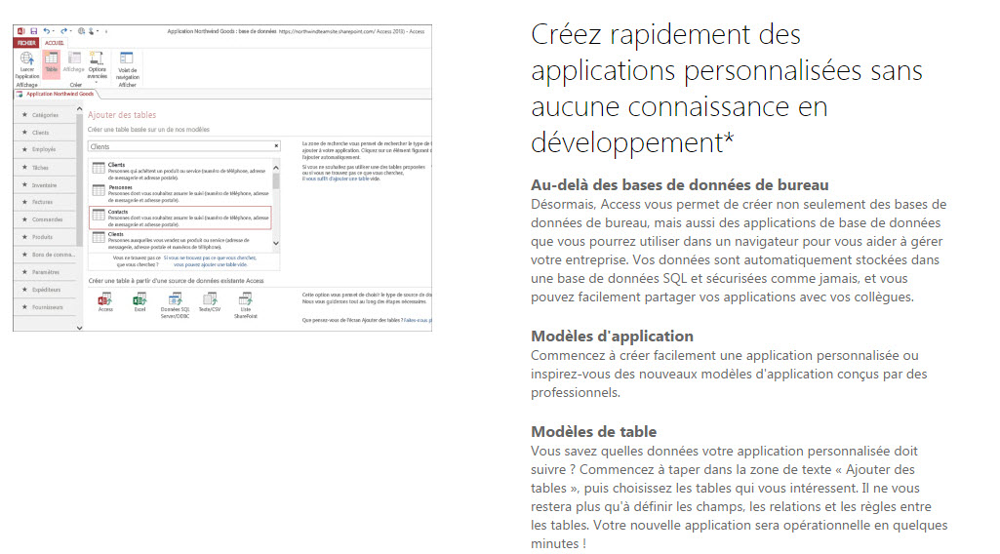 Application Northwind Goods : base de données https://northwindteamsite.sharepoint.com/ Access 2013) - Access
FICHIER ACCUEIL
Lancer l'application
Table
Affichage
Options avancées
Volet de navigation
Affichage
Créer
Afficher
Application Northwind Goods
Catégories
Clients
Employés
Tâches
Inventaire
Factures
Commandes
Produits
Bons de comma...
Paramètres
Expéditeurs
Fournisseurs
Ajouter des tables
Créer une table basée sur un de nos modèles
Clients
Clients
Personnes qui achètent un produit ou service (numéro de téléphone, adresse
de messagerie et adresse postale).
Personnes
Personnes dont vous souhaitez assurer le suivi (numéro de téléphone, adresse
de messagerie et adresse postale).
Contacts
Personnes dont vous souhaitez assurer le suivi (numéro de téléphone, adresse
de messagerie et adresse postale).
Clients
Personnes auxquelles vous vendez un produit ou service (adresse de
messagerie, adresse postale et numéros de téléphone).
Vous ne trouvez pas ce que vous cherchez ?
Si vous ne trouvez pas ce que vous cherchez,
vous pouvez ajouter une table vide.
La zone de recherche vous permet de rechercher le type de
ajouter à votre application. Cliquez sur un élément figurant
l'ajouter automatiquement.
Si vous ne souhaitez pas utiliser une des tables proposées
ou si vous ne trouvez pas ce que vous cherchez,
il vous suffit d'ajouter une table vide.
Créer une table à partir d'une source de données existante Access
Access
Excel
Données SQL Server/ODBC
Texte/CSV
Liste SharePoint
Cette option vous permet de choisir le type de source de
Nous vous guiderons tout au long des étapes nécessaires.
Que pensez-vous de l'écran Ajouter des tables ? Faites-nous
Créez rapidement des
applications personnalisées sans
aucune connaissance en
développement*
Au-delà des bases de données de bureau
Désormais, Access vous permet de créer non seulement des bases de
données de bureau, mais aussi des applications de base de données
que vous pourrez utiliser dans un navigateur pour vous aider à gérer
votre entreprise. Vos données sont automatiquement stockées dans
une base de données SQL et sécurisées comme jamais, et vous
pouvez facilement partager vos applications avec vos collègues.
Modèles d'application
Commencez à créer facilement une application personnalisée ou
inspirez-vous des nouveaux modèles d'application conçus par des
professionnels.
Modèles de table
Vous savez quelles données votre application personnalisée doit
suivre ? Commencez à taper dans la zone de texte « Ajouter des
tables », puis choisissez les tables qui vous intéressent. Il ne vous
restera plus qu'à définir les champs, les relations et les règles entre
les tables. Votre nouvelle application sera opérationnelle en quelques
minutes !